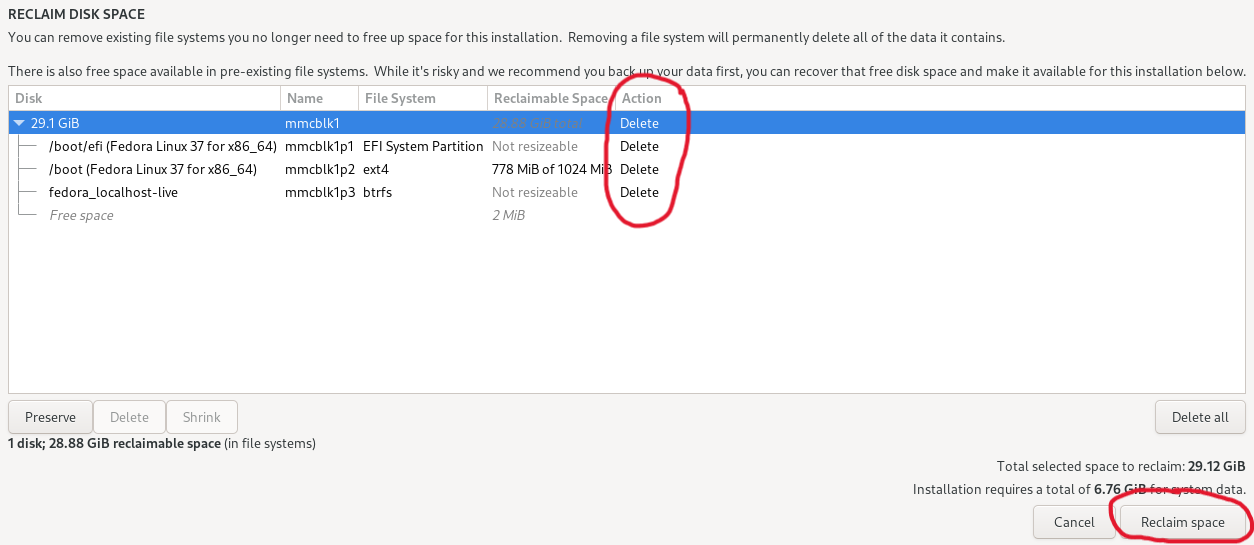 RECLAIM DISK SPACE
You can remove existing file systems you no longer need to free up space for this installation.  Removing a file system will permanently delete all of the data it contains.
There is also free space available in pre-existing file systems.  While it's risky and we recommend you back up your data first, you can recover that free disk space and make it available for this installation below.
Disk Name File System Reclaimable Space Action
29.1 GiB mmcblk1 28.88 GiB total Delete
/boot/efi (Fedora Linux 37 for x86_64) mmcblk1p1 EFI System Partition Not resizeable Delete
/boot (Fedora Linux 37 for x86_64) mmcblk1p2 ext4 778 MiB of 1024 MiB Delete
fedora_localhost-live mmcblk1p3 btrfs Not resizeable Delete
Free space 2 MiB
Preserve Delete Shrink Delete all
1 disk; 28.88 GiB reclaimable space (in file systems)
Total selected space to reclaim: 29.12 GiB
Installation requires a total of 6.76 GiB for system data.
Cancel Reclaim space